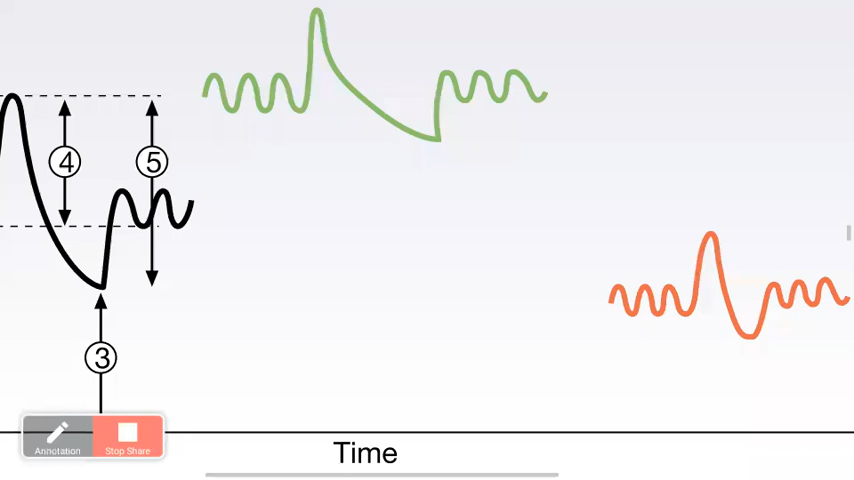 ④
⑤
③
Annotation
Stop Share
Time